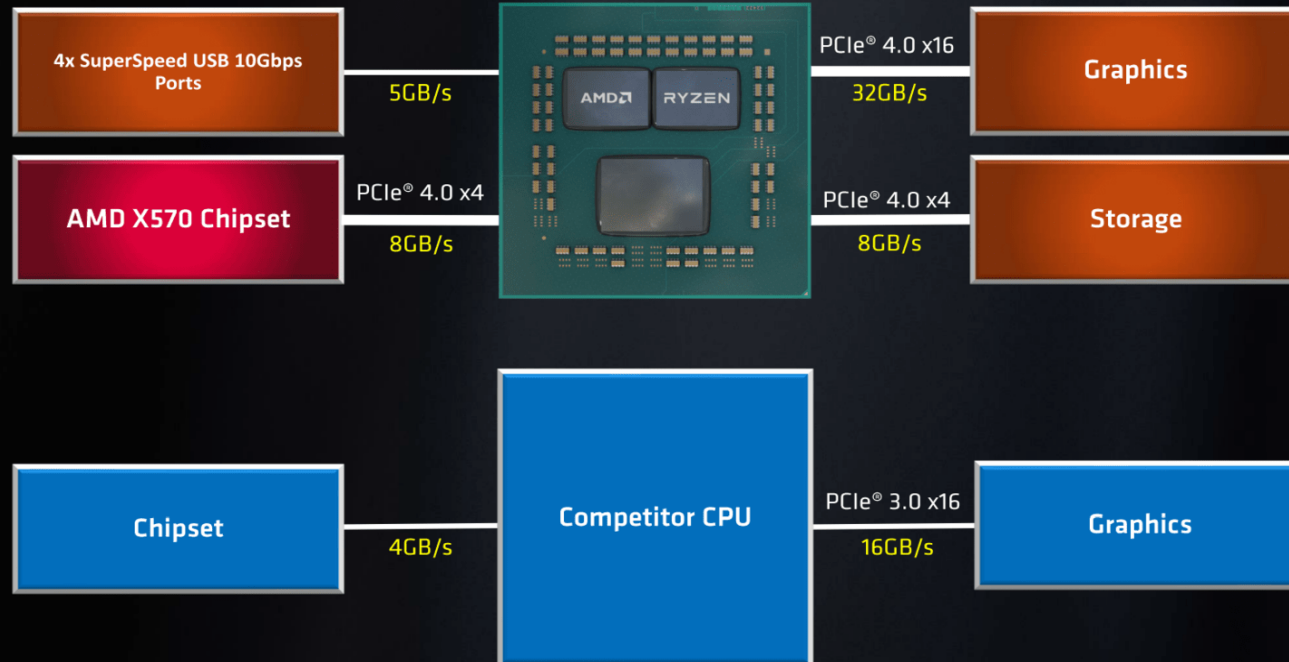 4x SuperSpeed USB 10Gbps
Ports
5GB/s
AMD RYZEN
PCIe® 4.0 x16
32GB/s
Graphics
AMD X570 Chipset
PCIe® 4.0 x4
8GB/s
PCIe® 4.0 x4
8GB/s
Storage
Chipset
4GB/s
Competitor CPU
PCIe® 3.0 x16
16GB/s
Graphics